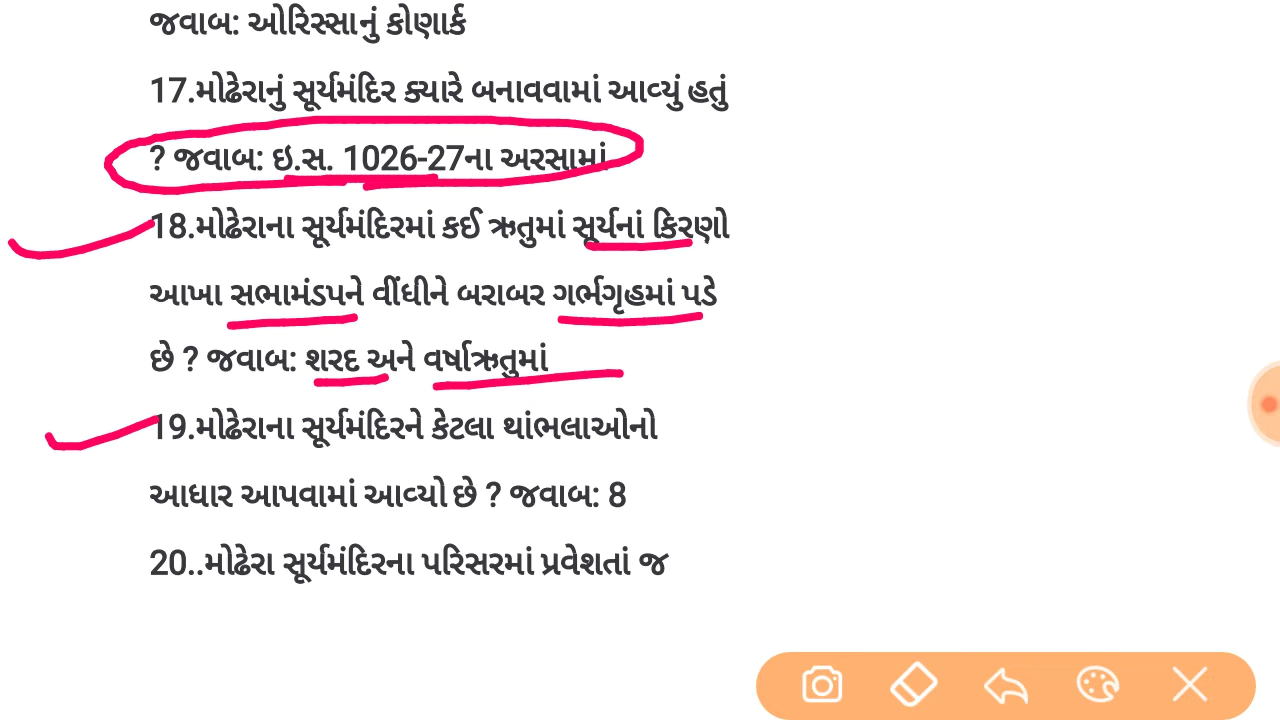 જવાબ: ઓરિસ્સાનું કોણાર્ક
17.મોઢેરાનું સૂર્યમંદિર ક્યારે બનાવવામાં આવ્યું હતું
? જવાબ: ઇ.સ. 1026-27ના અરસામાં
18.મોઢેરાના સૂર્યમંદિરમાં કઈ ઋતુમાં સૂર્યનાં કિરણો
આખા સભામંડપને વીંધીને બરાબર ગર્ભગૃહમાં પડે
છે ? જવાબ: શરદ અને વર્ષાઋતુમાં
19.મોઢેરાના સૂર્યમંદિરને કેટલા થાંભલાઓનો
આધાર આપવામાં આવ્યો છે ? જવાબ: 8
20..મોઢેરા સૂર્યમંદિરના પરિસરમાં પ્રવેશતાં જ